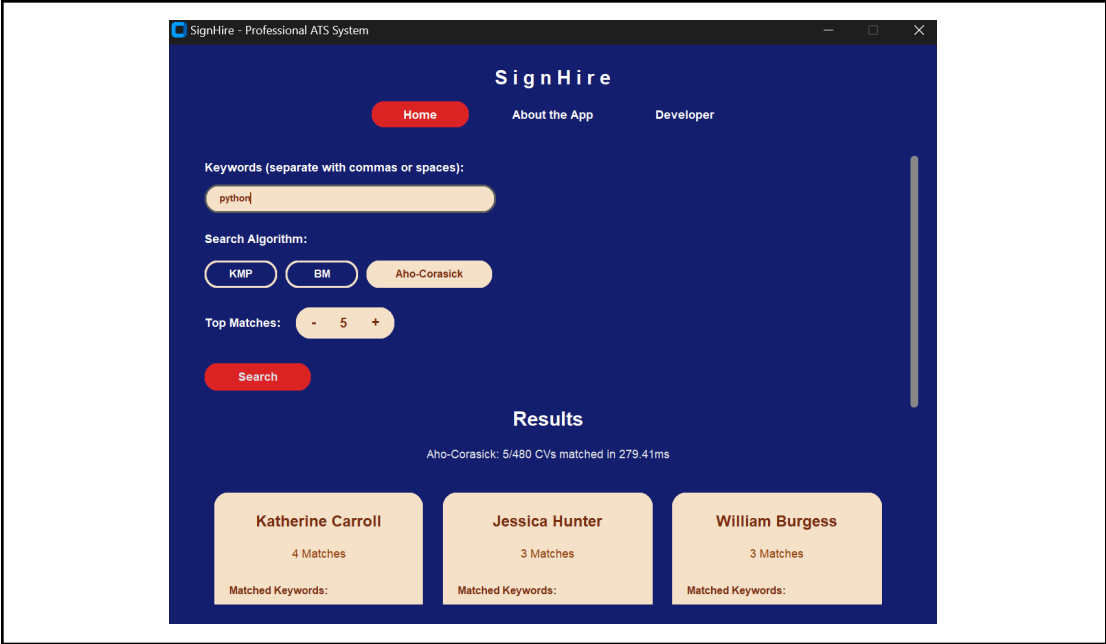 SignHire - Professional ATS System
SignHire
Home About the App Developer
Keywords (separate with commas or spaces):
python
Search Algorithm:
KMP BM Aho-Corasick
Top Matches: - 5 +
Search
Results
Aho-Corasick: 5/480 CVs matched in 279.41ms
Katherine Carroll Jessica Hunter William Burgess
4 Matches 3 Matches 3 Matches
Matched Keywords: Matched Keywords: Matched Keywords: